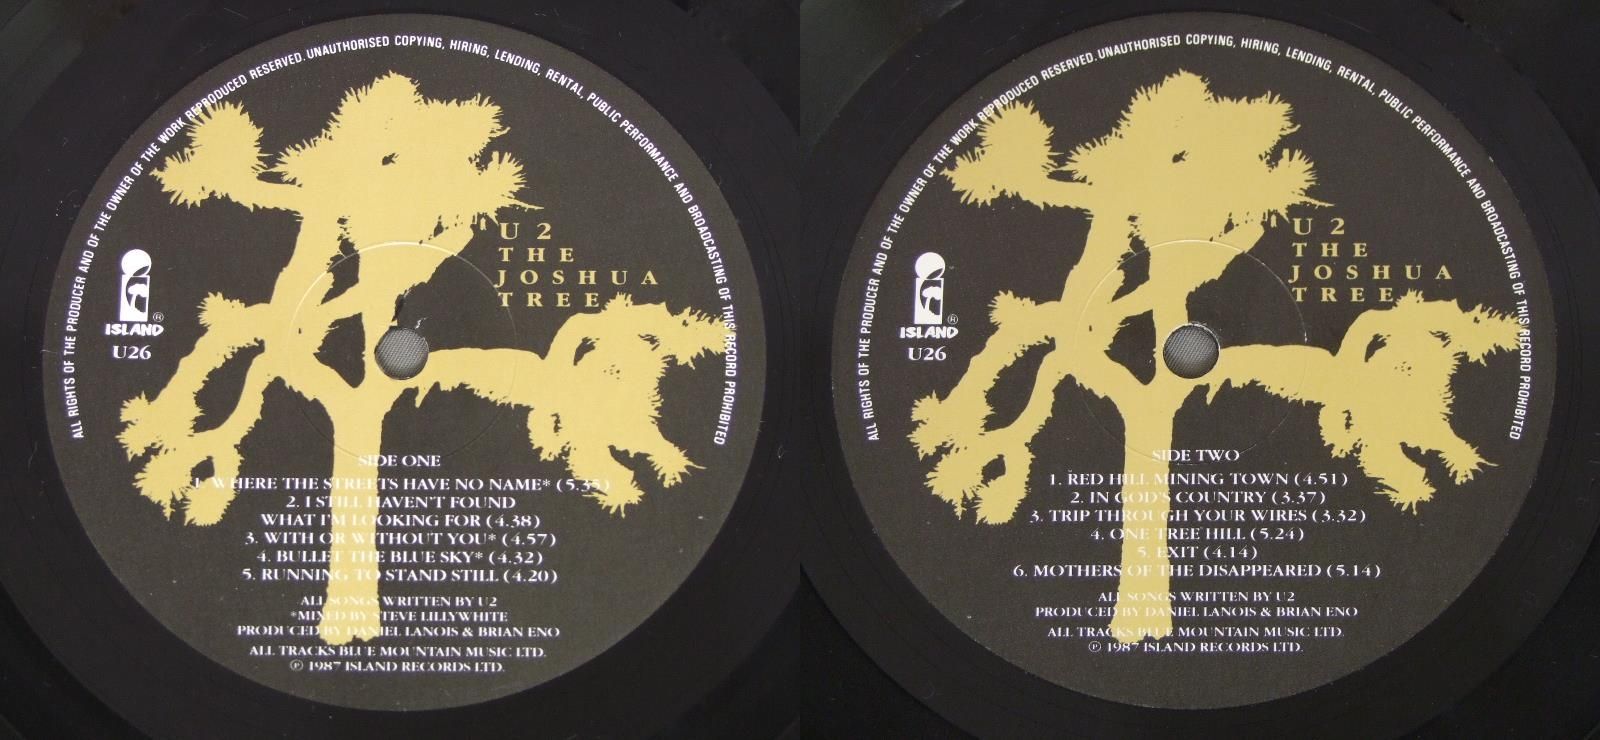 ALL RIGHTS OF THE PRODUCER AND OF THE OWNER OF THE WORK REPRODUCED RESERVED. UNAUTHORISED COPYING, HIRING, LENDING, RENTAL, PUBLIC PERFORMANCE AND BROADCASTING OF THIS RECORD PROHIBITED
U2
THE
JOSHUA
TREE
ISLAND®
U26
SIDE ONE
1. WHERE THE STREETS HAVE NO NAME* (5.35)
2. I STILL HAVEN'T FOUND
WHAT I'M LOOKING FOR (4.38)
3. WITH OR WITHOUT YOU* (4.57)
4. BULLET THE BLUE SKY* (4.32)
5. RUNNING TO STAND STILL (4.20)
ALL SONGS WRITTEN BY U2
*MIXED BY STEVE LILLYWHITE
PRODUCED BY DANIEL LANOIS & BRIAN ENO
ALL TRACKS BLUE MOUNTAIN MUSIC LTD.
℗ 1987 ISLAND RECORDS LTD.
ALL RIGHTS OF THE PRODUCER AND OF THE OWNER OF THE WORK REPRODUCED RESERVED. UNAUTHORISED COPYING, HIRING, LENDING, RENTAL, PUBLIC PERFORMANCE AND BROADCASTING OF THIS RECORD PROHIBITED
U2
THE
JOSHUA
TREE
ISLAND®
U26
SIDE TWO
1. RED HILL MINING TOWN (4.51)
2. IN GOD'S COUNTRY (3.37)
3. TRIP THROUGH YOUR WIRES (3.32)
4. ONE TREE HILL (5.24)
5. EXIT (4.14)
6. MOTHERS OF THE DISAPPEARED (5.14)
ALL SONGS WRITTEN BY U2
PRODUCED BY DANIEL LANOIS & BRIAN ENO
ALL TRACKS BLUE MOUNTAIN MUSIC LTD.
℗ 1987 ISLAND RECORDS LTD.